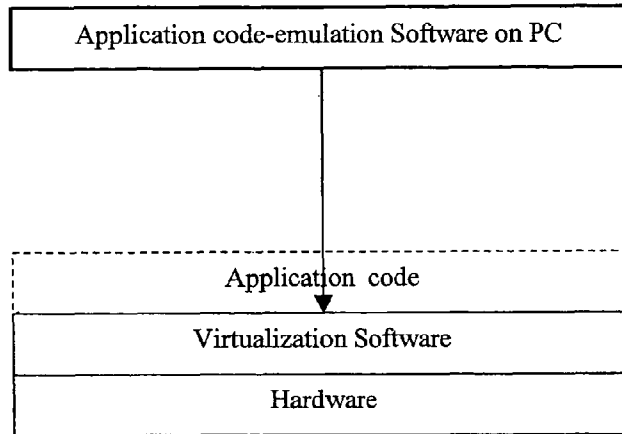 Application code-emulation Software on PC
Application code
Virtualization Software
Hardware